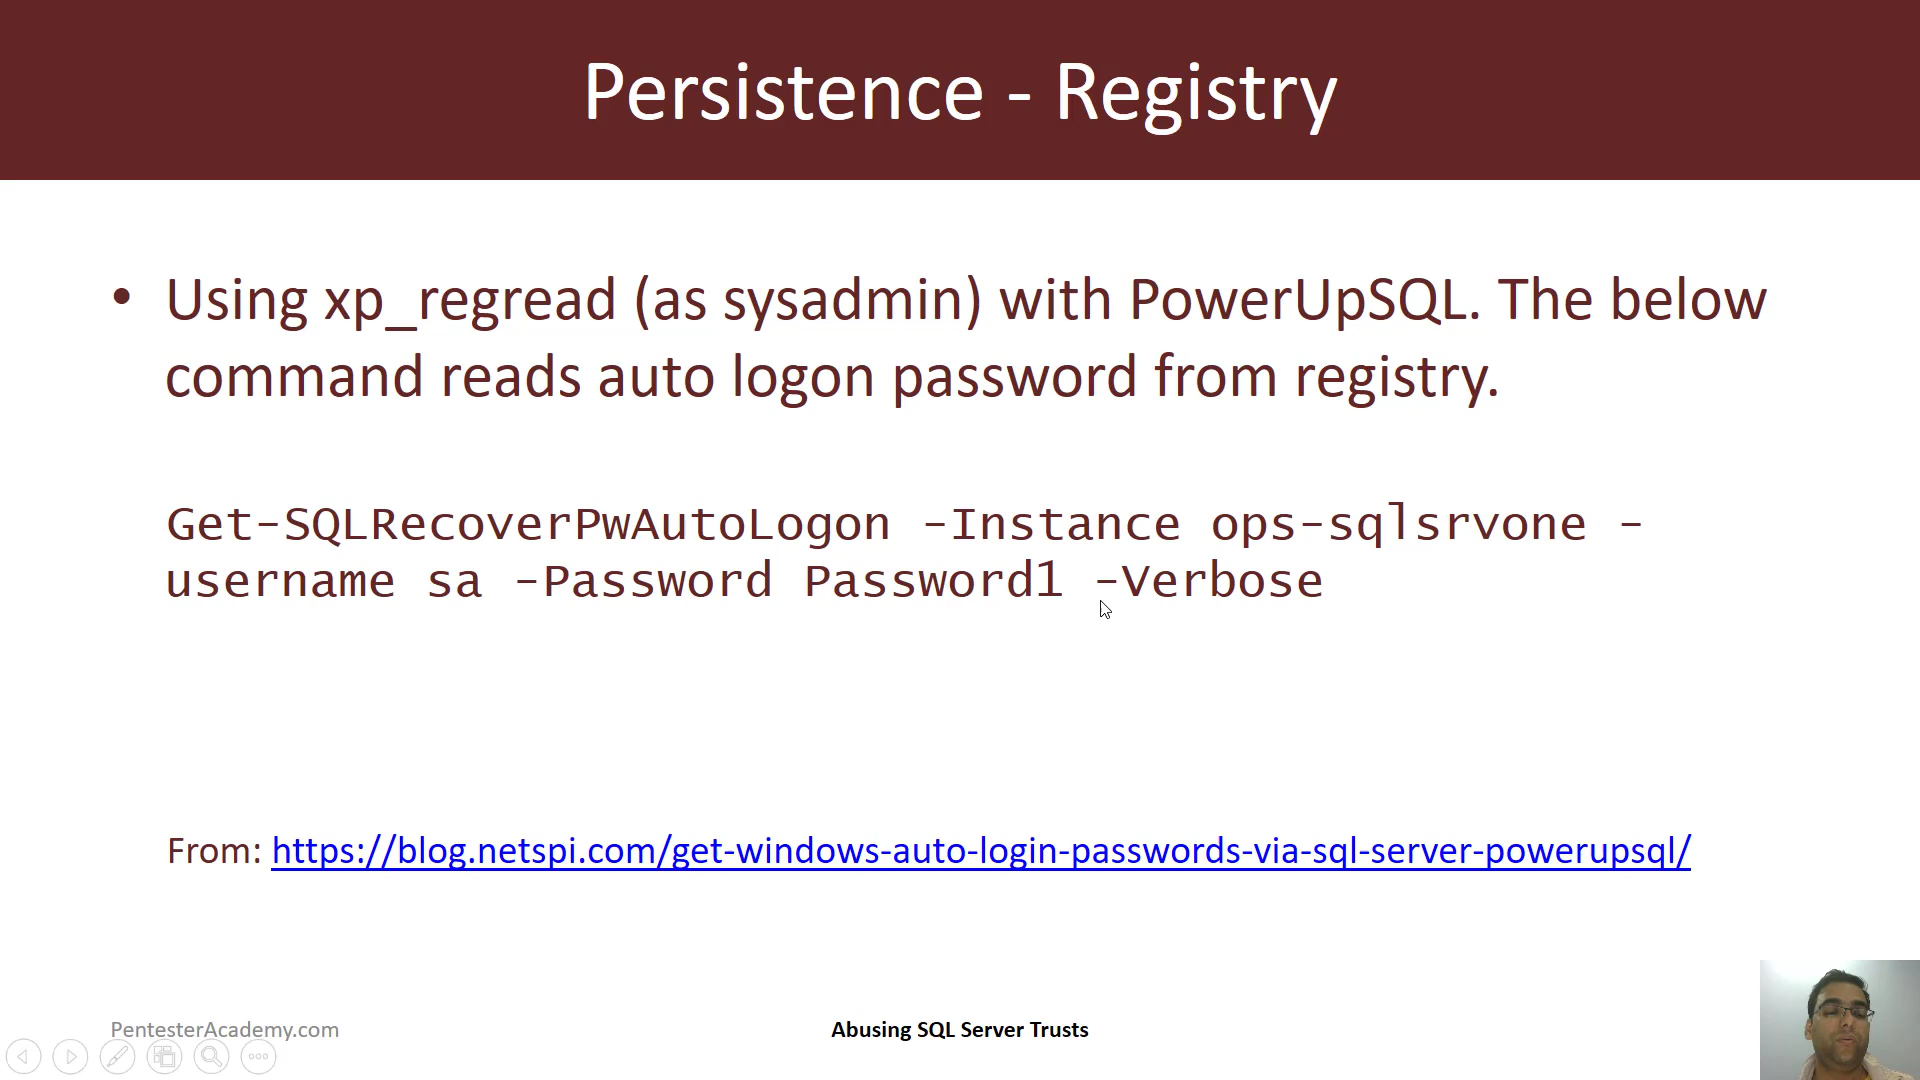 Persistence - Registry
• Using xp_regread (as sysadmin) with PowerUpSQL. The below
command reads auto logon password from registry.
Get-SQLRecoverPwAutoLogon -Instance ops-sqlsrvone -
username sa -Password Password1 -Verbose
From: https://blog.netspi.com/get-windows-auto-login-passwords-via-sql-server-powerupsql/
PentesterAcademy.com
Abusing SQL Server Trusts